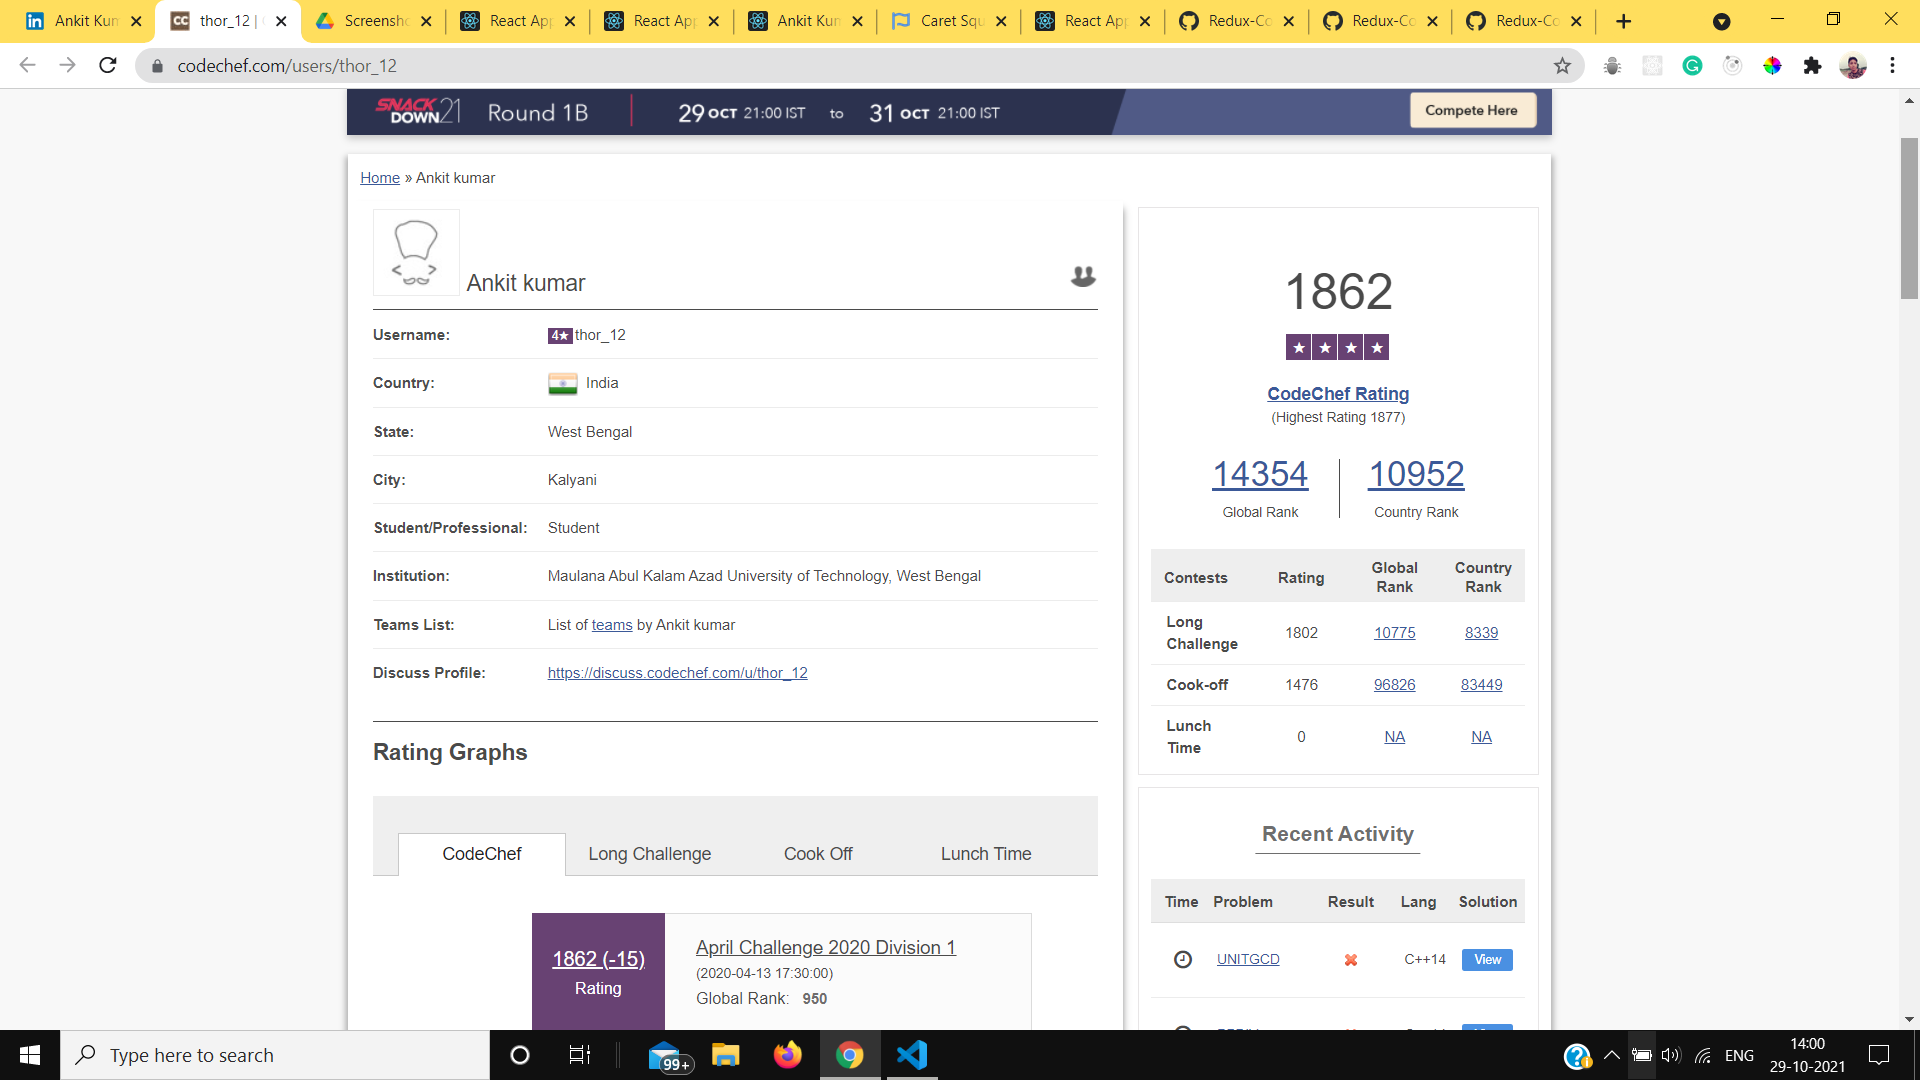 Ankit Kum
thor_12 |
Screensho
React App
React App
Ankit Kum
Caret Squ
React App
Redux-Co
Redux-Co
Redux-Co
codechef.com/users/thor_12
SNACK DOWN 21
Round 1B
29 OCT 21:00 IST to 31 OCT 21:00 IST
Compete Here
Home » Ankit kumar
Ankit kumar
Username: 4★ thor_12
Country: India
State: West Bengal
City: Kalyani
Student/Professional: Student
Institution: Maulana Abul Kalam Azad University of Technology, West Bengal
Teams List: List of teams by Ankit kumar
Discuss Profile: https://discuss.codechef.com/u/thor_12
Rating Graphs
CodeChef Long Challenge Cook Off Lunch Time
1862 (-15)
Rating
April Challenge 2020 Division 1
(2020-04-13 17:30:00)
Global Rank: 950
1862
★ ★ ★ ★
CodeChef Rating
(Highest Rating 1877)
14354 10952
Global Rank Country Rank
Contests Rating Global Rank Country Rank
Long Challenge 1802 10775 8339
Cook-off 1476 96826 83449
Lunch Time 0 NA NA
Recent Activity
Time Problem Result Lang Solution
UNITGCD C++14 View
Type here to search
99+
ENG
14:00
29-10-2021